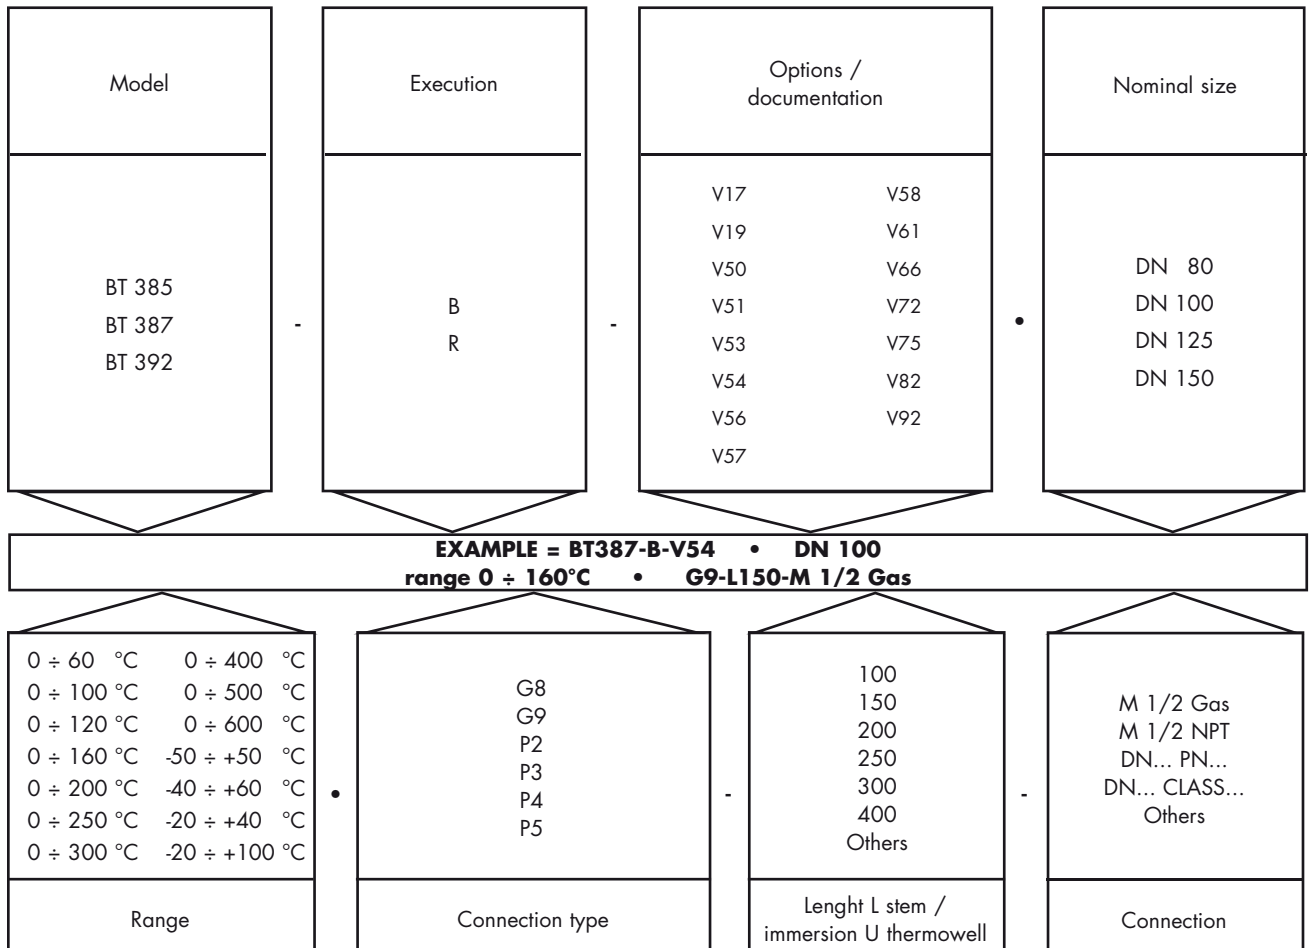 Model
Execution
Options /
documentation
Nominal size
BT 385
BT 387
BT 392
-
B
R
-
V17 V58
V19 V61
V50 V66
V51 V72
V53 V75
V54 V82
V56 V92
V57
•
DN 80
DN 100
DN 125
DN 150
EXAMPLE = BT387-B-V54 • DN 100
range 0 ÷ 160°C • G9-L150-M 1/2 Gas
0 ÷ 60 °C 0 ÷ 400 °C
0 ÷ 100 °C 0 ÷ 500 °C
0 ÷ 120 °C 0 ÷ 600 °C
0 ÷ 160 °C -50 ÷ +50 °C
0 ÷ 200 °C -40 ÷ +60 °C
0 ÷ 250 °C -20 ÷ +40 °C
0 ÷ 300 °C -20 ÷ +100 °C
•
G8
G9
P2
P3
P4
P5
-
100
150
200
250
300
400
Others
-
M 1/2 Gas
M 1/2 NPT
DN... PN...
DN... CLASS...
Others
Range
Connection type
Lenght L stem /
immersion U thermowell
Connection